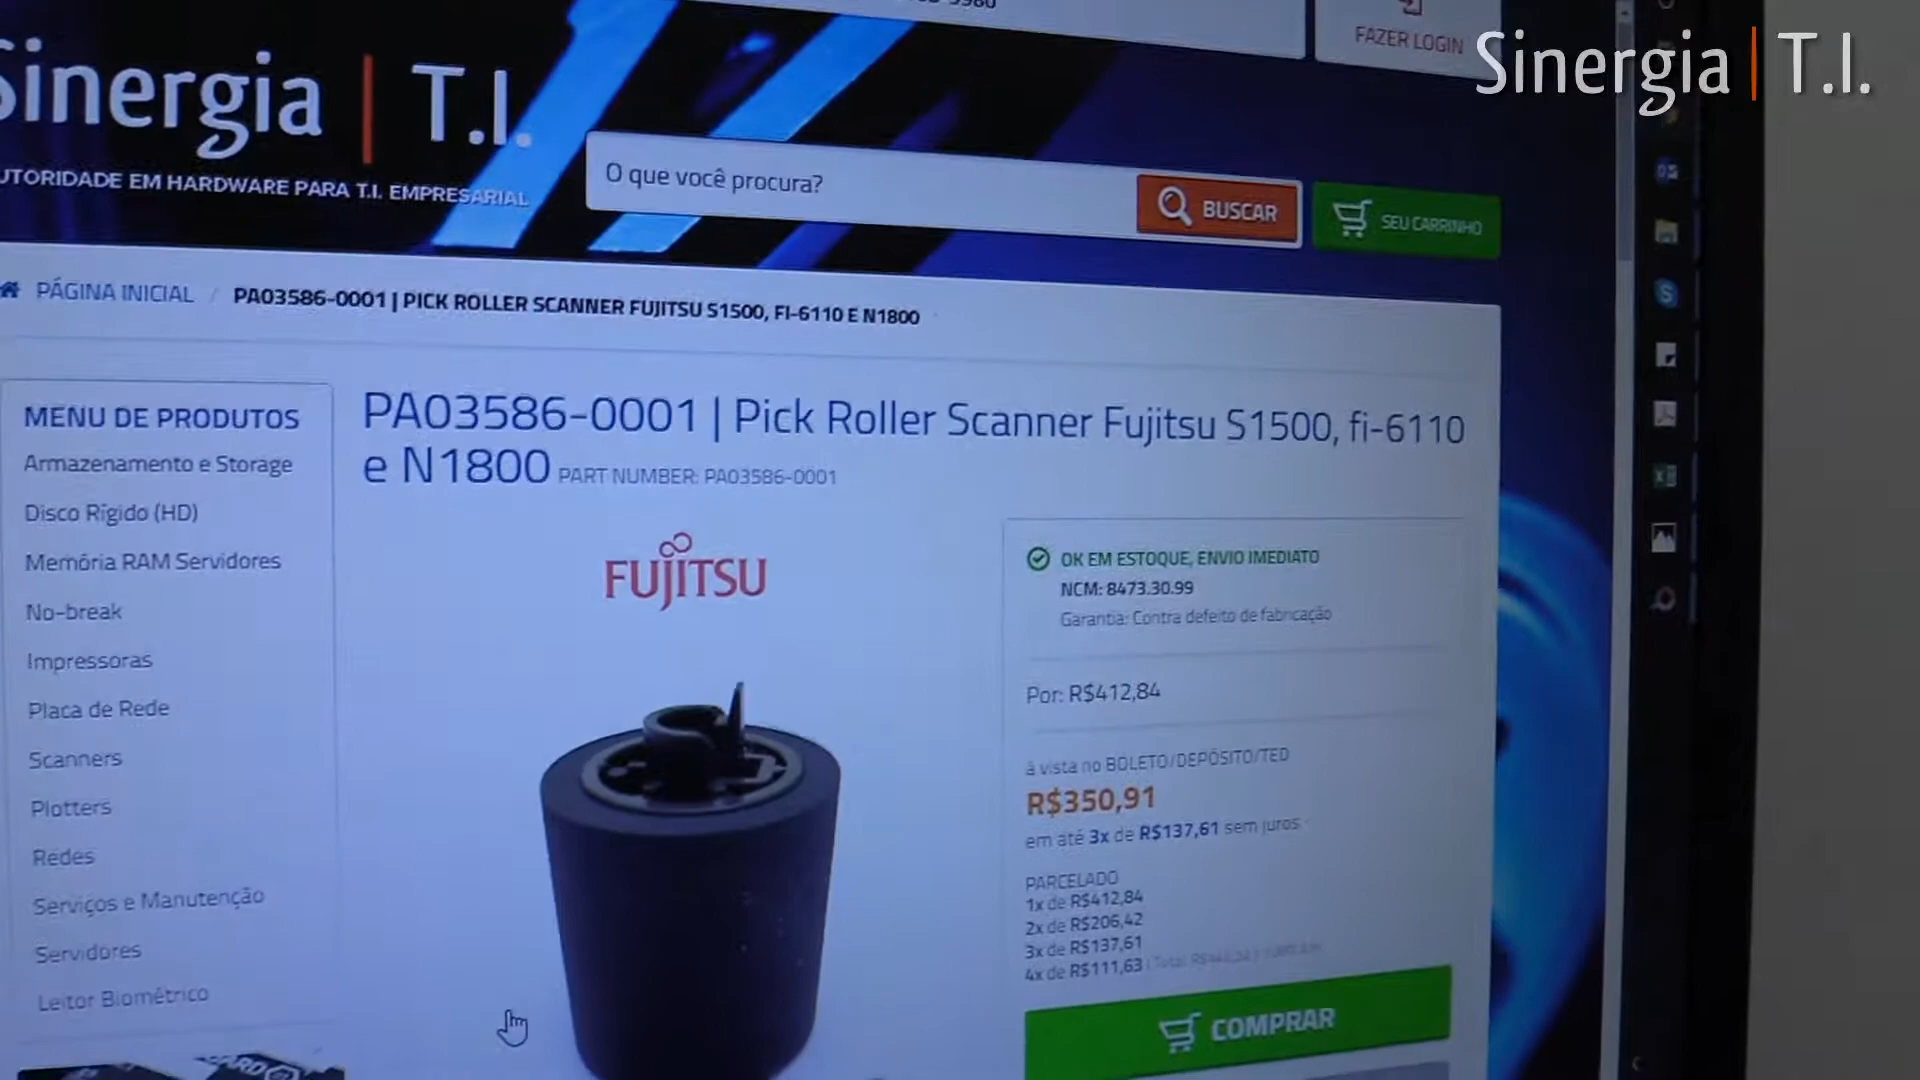 FAZER LOGIN
Sinergia | T.I.
Sinergia | T.I.
UTORIDADE EM HARDWARE PARA T.I. EMPRESARIAL
O que você procura?
BUSCAR
SEU CARRINHO
PÁGINA INICIAL / PA03586-0001 | PICK ROLLER SCANNER FUJITSU S1500, FI-6110 E N1800
MENU DE PRODUTOS
Armazenamento e Storage
Disco Rígido (HD)
Memória RAM Servidores
No-break
Impressoras
Placa de Rede
Scanners
Plotters
Redes
Serviços e Manutenção
Servidores
Leitor Biométrico
PA03586-0001 | Pick Roller Scanner Fujitsu S1500, fi-6110
e N1800 PART NUMBER: PA03586-0001
FUJITSU
OK EM ESTOQUE, ENVIO IMEDIATO
NCM: 8473.30.99
Garantia: Contra defeito de fabricação
Por: R$412,84
à vista no BOLETO/DEPÓSITO/TED
R$350,91
em até 3x de R$137,61 sem juros
PARCELADO
1x de R$412,84
2x de R$206,42
3x de R$137,61
4x de R$111,63
COMPRAR